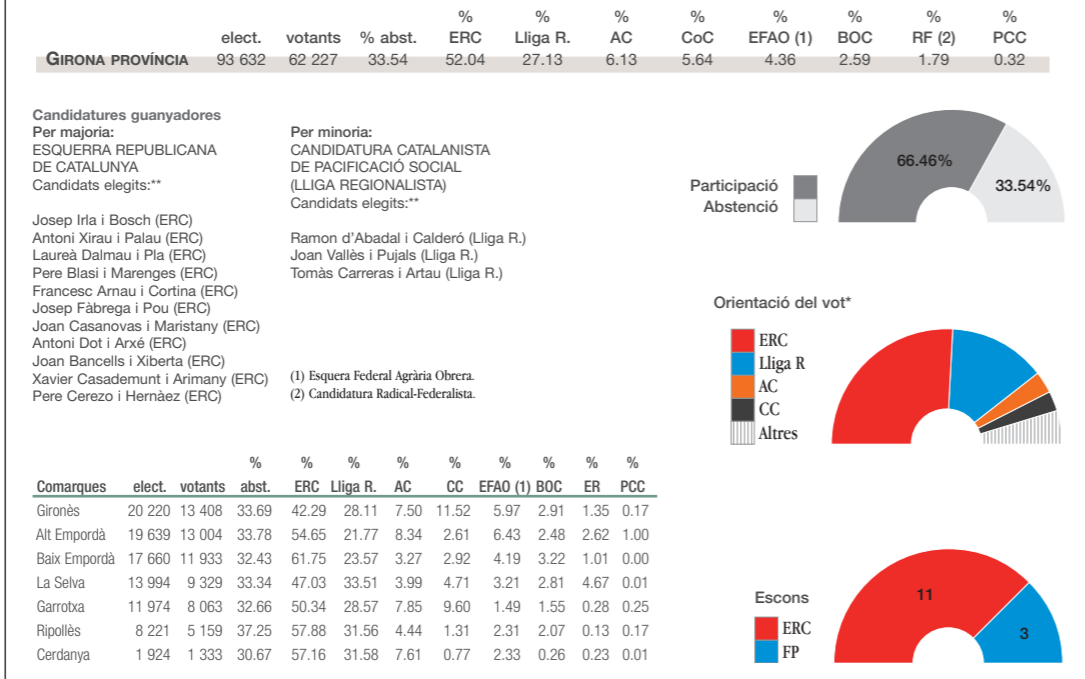 % % % % % % % %
elect. votants % abst. ERC Lliga R. AC CoC EFAO (1) BOC RF (2) PCC
GIRONA PROVÍNCIA 93 632 62 227 33.54 52.04 27.13 6.13 5.64 4.36 2.59 1.79 0.32
Candidatures guanyadores
Per majoria:
ESQUERRA REPUBLICANA
DE CATALUNYA
Candidats elegits:**
Josep Irla i Bosch (ERC)
Antoni Xirau i Palau (ERC)
Laureà Dalmau i Pla (ERC)
Pere Blasi i Marenges (ERC)
Francesc Arnau i Cortina (ERC)
Josep Fàbrega i Pou (ERC)
Joan Casanovas i Maristany (ERC)
Antoni Dot i Arxé (ERC)
Joan Bancells i Xiberta (ERC)
Xavier Casademunt i Arimany (ERC)
Pere Cerezo i Hernàez (ERC)
Per minoria:
CANDIDATURA CATALANISTA
DE PACIFICACIÓ SOCIAL
(LLIGA REGIONALISTA)
Candidats elegits:**
Ramon d'Abadal i Calderó (Lliga R.)
Joan Vallès i Pujals (Lliga R.)
Tomàs Carreras i Artau (Lliga R.)
(1) Esquera Federal Agrària Obrera.
(2) Candidatura Radical-Federalista.
Participació
Abstenció
66.46%
33.54%
Orientació del vot*
ERC
Lliga R
AC
CC
Altres
% % % % % % % % %
Comarques elect. votants abst. ERC Lliga R. AC CC EFAO (1) BOC ER PCC
Gironès 20 220 13 408 33.69 42.29 28.11 7.50 11.52 5.97 2.91 1.35 0.17
Alt Empordà 19 639 13 004 33.78 54.65 21.77 8.34 2.61 6.43 2.48 2.62 1.00
Baix Empordà 17 660 11 933 32.43 61.75 23.57 3.27 2.92 4.19 3.22 1.01 0.00
La Selva 13 994 9 329 33.34 47.03 33.51 3.99 4.71 3.21 2.81 4.67 0.01
Garrotxa 11 974 8 063 32.66 50.34 28.57 7.85 9.60 1.49 1.55 0.28 0.25
Ripollès 8 221 5 159 37.25 57.88 31.56 4.44 1.31 2.31 2.07 0.13 0.17
Cerdanya 1 924 1 333 30.67 57.16 31.58 7.61 0.77 2.33 0.26 0.23 0.01
Escons
ERC
FP
11
3